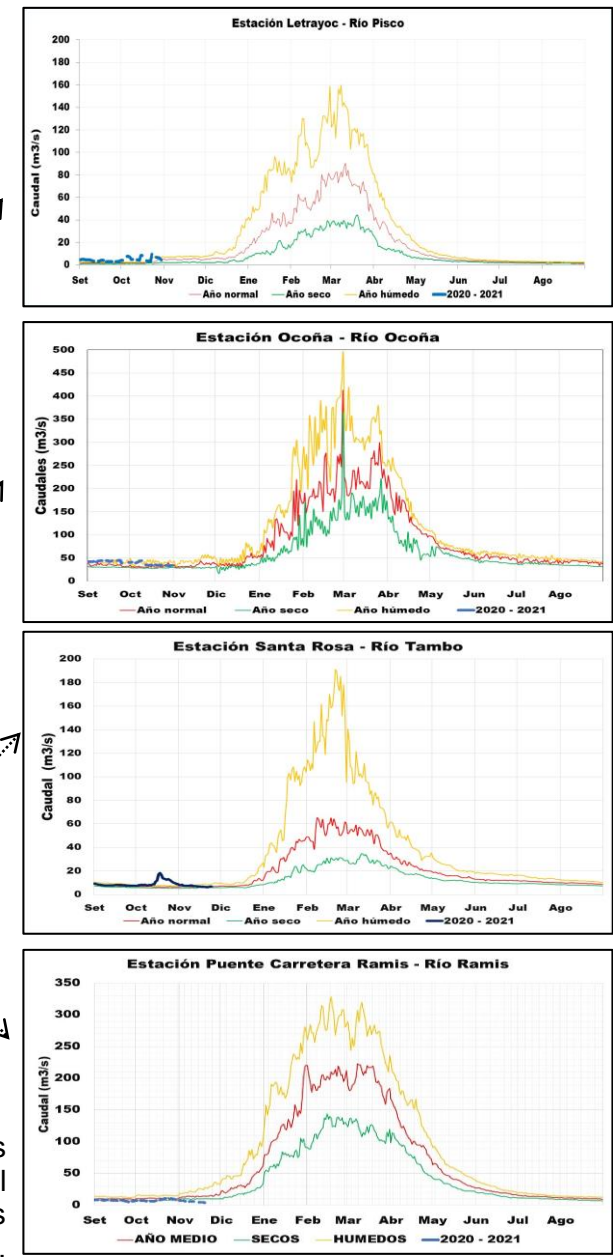 Estación Letrayoc - Río Pisco
Caudal (m3/s)
200
180
160
140
120
100
80
60
40
20
0
Set Oct Nov Dic Ene Feb Mar Abr May Jun Jul Ago
Año normal Año seco Año húmedo 2020 - 2021
Estación Ocoña - Río Ocoña
Caudales (m3/s)
500
450
400
350
300
250
200
150
100
50
0
Set Oct Nov Dic Ene Feb Mar Abr May Jun Jul Ago
Año normal Año seco Año húmedo 2020 - 2021
Estación Santa Rosa - Río Tambo
Caudal (m3/s)
200
180
160
140
120
100
80
60
40
20
0
Set Oct Nov Dic Ene Feb Mar Abr May Jun Jul Ago
Año normal Año seco Año húmedo 2020 - 2021
Estación Puente Carretera Ramis - Río Ramis
Caudal (m3/s)
350
300
250
200
150
100
50
0
Set Oct Nov Dic Ene Feb Mar Abr May Jun Jul Ago
AÑO MEDIO SECOS HUMEDOS 2020 - 2021
s
l
s